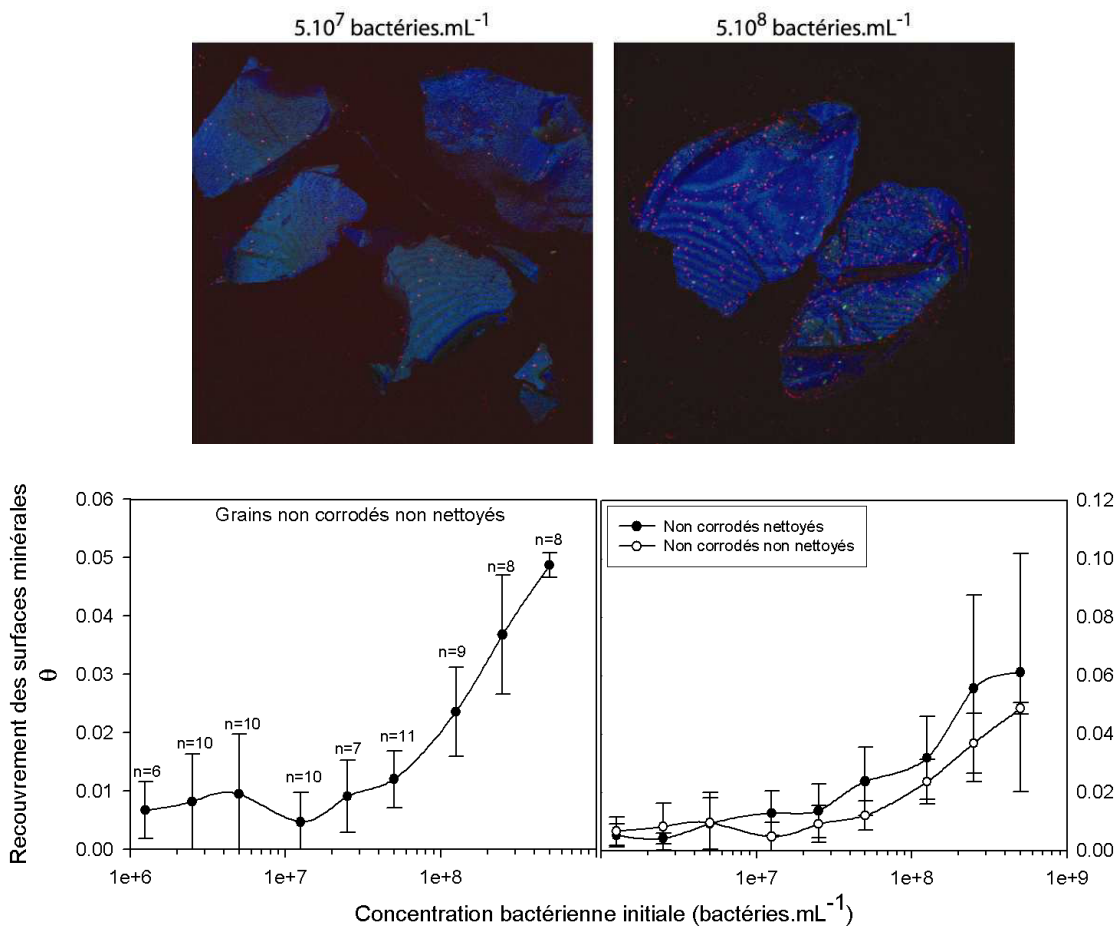 5.10⁷ bactéries.mL⁻¹
5.10⁸ bactéries.mL⁻¹
Recouvrement des surfaces minérales
θ
0.06
0.05
0.04
0.03
0.02
0.01
0.00
Grains non corrodés non nettoyés
n=6
n=10
n=10
n=10
n=7
n=11
n=9
n=8
n=8
1e+6
1e+7
1e+8
Non corrodés nettoyés
Non corrodés non nettoyés
0.12
0.10
0.08
0.06
0.04
0.02
0.00
1e+7
1e+8
1e+9
Concentration bactérienne initiale (bactéries.mL⁻¹)